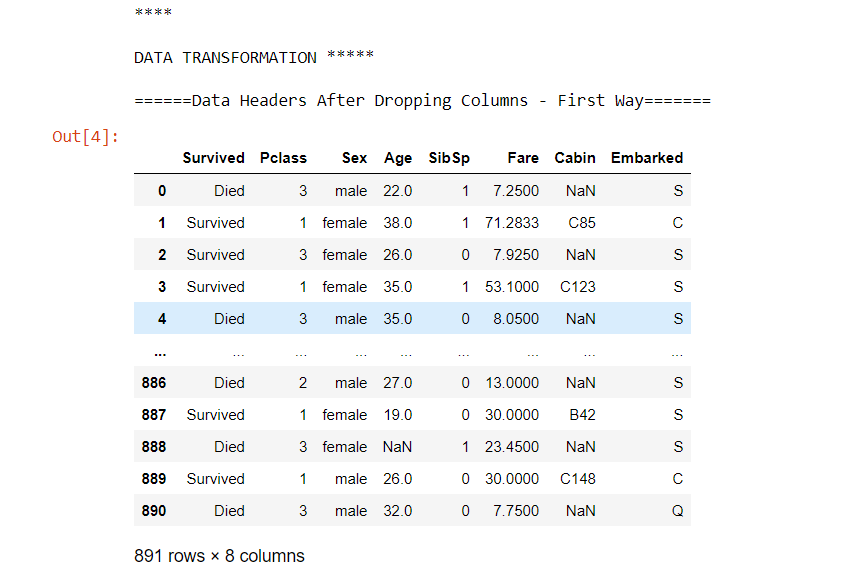 ****
DATA TRANSFORMATION *****
======Data Headers After Dropping Columns - First Way=======
Out[4]:
Survived Pclass Sex Age SibSp Fare Cabin Embarked
0 Died 3 male 22.0 1 7.2500 NaN S
1 Survived 1 female 38.0 1 71.2833 C85 C
2 Survived 3 female 26.0 0 7.9250 NaN S
3 Survived 1 female 35.0 1 53.1000 C123 S
4 Died 3 male 35.0 0 8.0500 NaN S
... ... ... ... ... ... ... ... ...
886 Died 2 male 27.0 0 13.0000 NaN S
887 Survived 1 female 19.0 0 30.0000 B42 S
888 Died 3 female NaN 1 23.4500 NaN S
889 Survived 1 male 26.0 0 30.0000 C148 C
890 Died 3 male 32.0 0 7.7500 NaN Q
891 rows × 8 columns